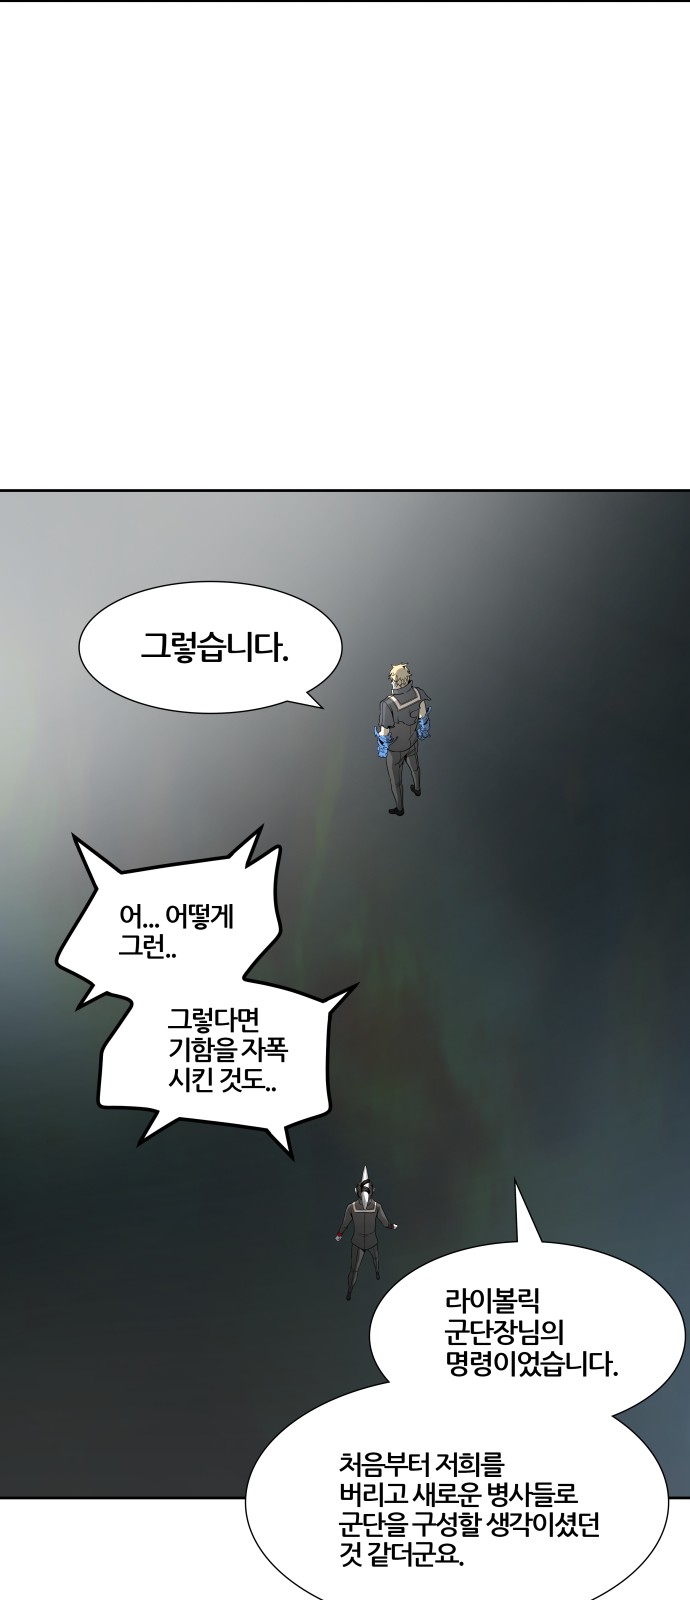 그렇습니다.
어... 어떻게
그런..
그렇다면
기함을 자폭
시킨 것도..
라이볼릭
군단장님의
명령이었습니다.
처음부터 저희를
버리고 새로운 병사들로
군단을 구성할 생각이셨던
것 같더군요.